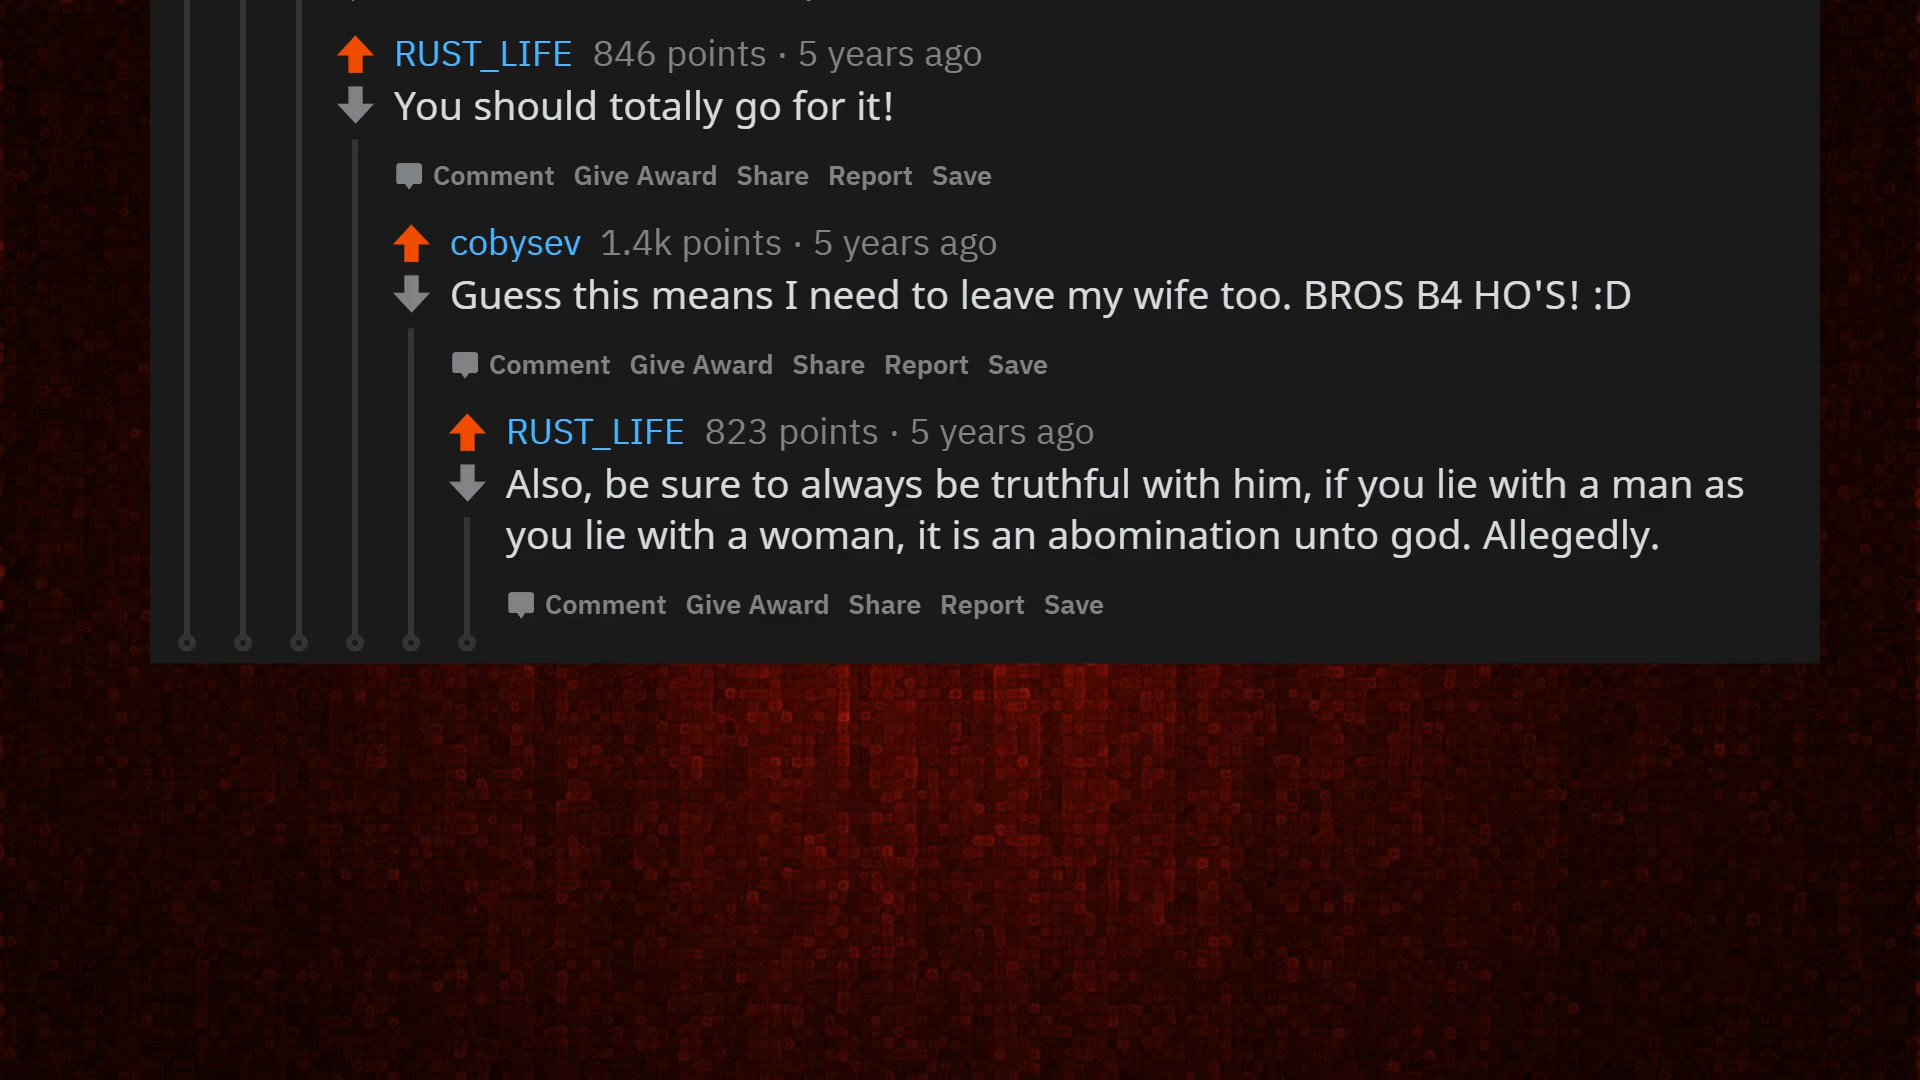 RUST_LIFE 846 points · 5 years ago
You should totally go for it!
Comment Give Award Share Report Save
cobysev 1.4k points · 5 years ago
Guess this means I need to leave my wife too. BROS B4 HO'S! :D
Comment Give Award Share Report Save
RUST_LIFE 823 points · 5 years ago
Also, be sure to always be truthful with him, if you lie with a man as
you lie with a woman, it is an abomination unto god. Allegedly.
Comment Give Award Share Report Save